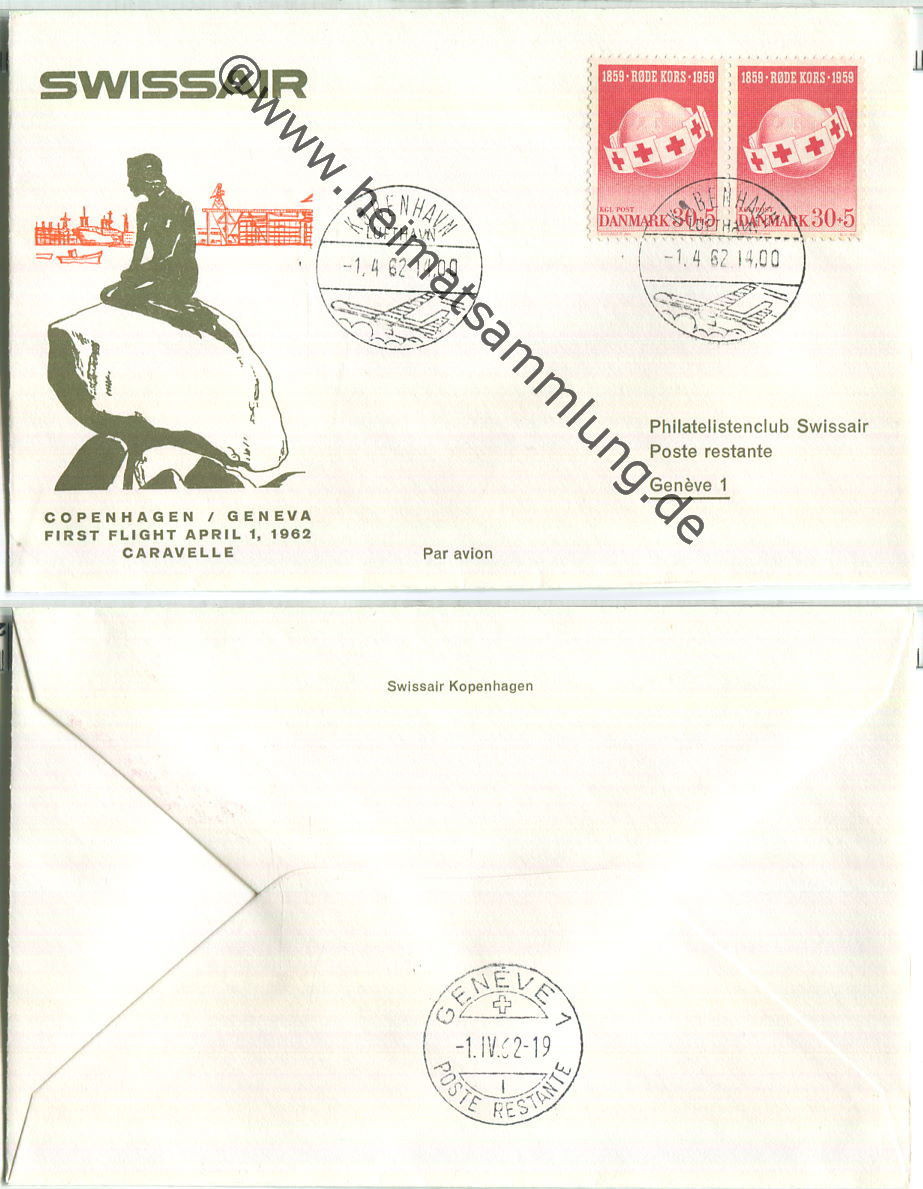 SWISSAIR
©www.heimatsammlung.de
1859 · RØDE KORS · 1959
KGL POST
DANMARK 30+5
1859 · RØDE KORS · 1959
DANMARK 30+5
KØBENHAVN
LUFTHAVN
-1.4 62.14.00
KØBENHAVN
LUFTHAVN
-1.4 62.14.00
Philatelistenclub Swissair
Poste restante
Genève 1
COPENHAGEN / GENEVA
FIRST FLIGHT APRIL 1, 1962
CARAVELLE
Par avion
Swissair Kopenhagen
GENÈVE 1
-1.IV.62-19
1
POSTE RESTANTE